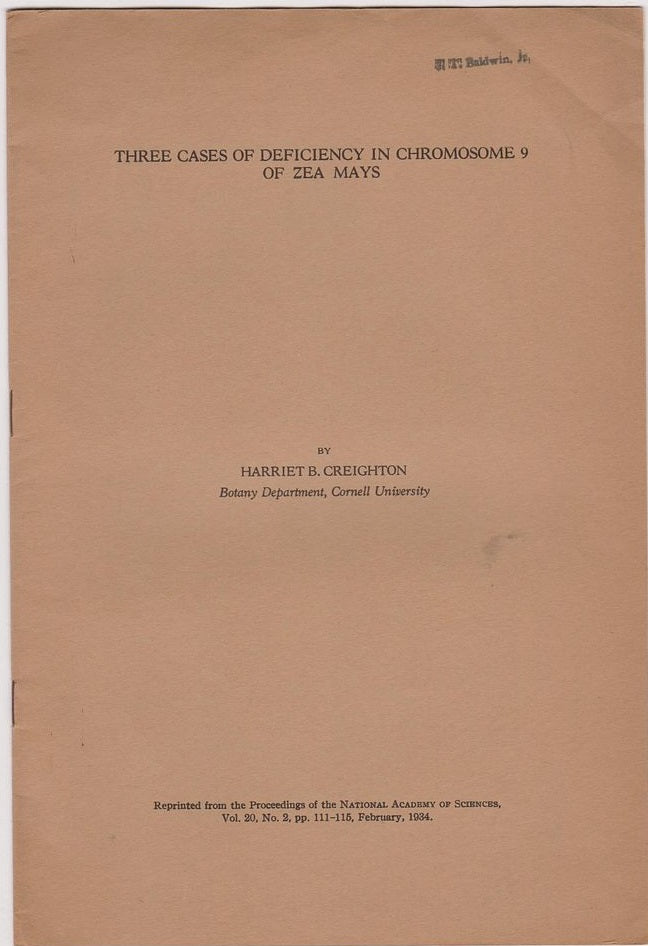 Baldwin, Jr.
THREE CASES OF DEFICIENCY IN CHROMOSOME 9
OF ZEA MAYS
BY
HARRIET B. CREIGHTON
Botany Department, Cornell University
Reprinted from the Proceedings of the NATIONAL ACADEMY OF SCIENCES,
Vol. 20, No. 2, pp. 111–115, February, 1934.